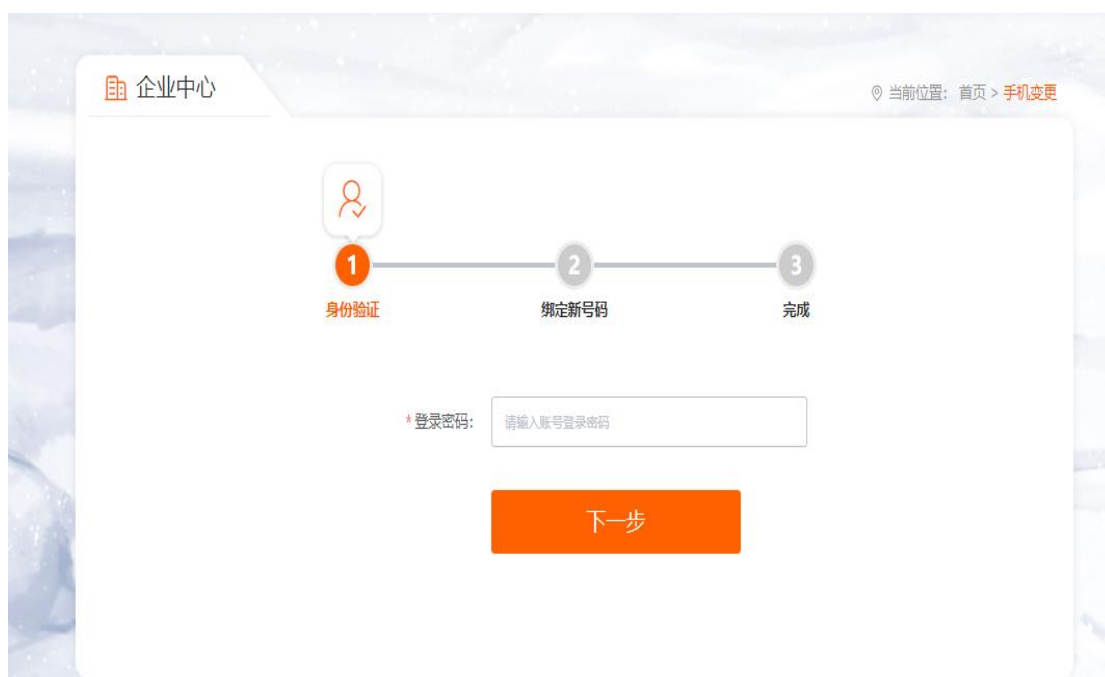 企业中心
当前位置： 首页 > 手机变更
1
2
3
身份验证
绑定新号码
完成
* 登录密码：
请输入账号登录密码
下一步